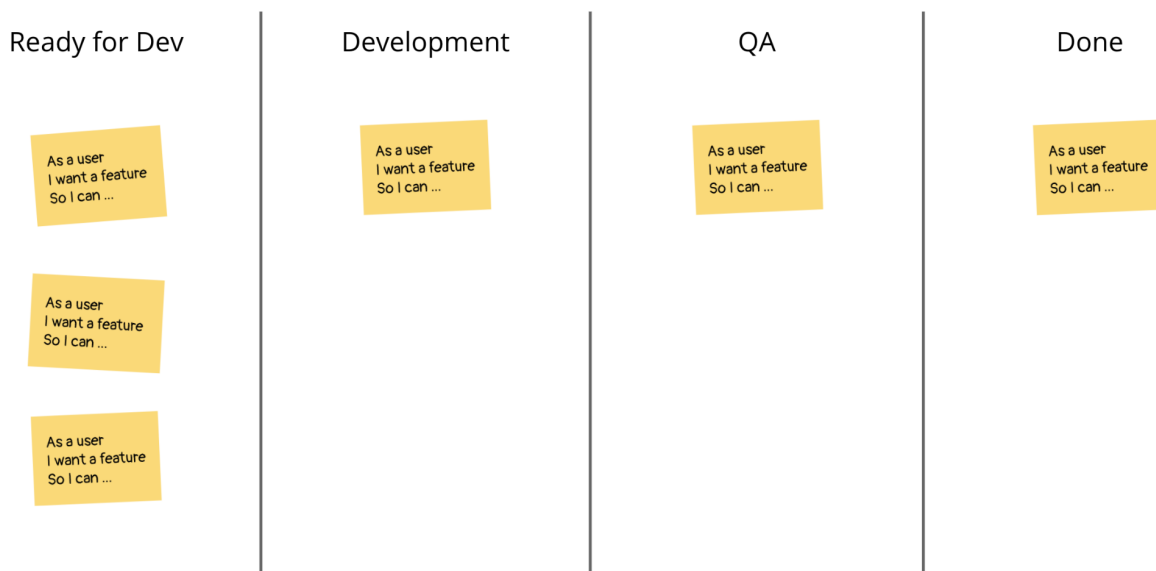 Ready for Dev
Development
QA
Done
As a user
I want a feature
So I can ...
As a user
I want a feature
So I can ...
As a user
I want a feature
So I can ...
As a user
I want a feature
So I can ...
As a user
I want a feature
So I can ...
As a user
I want a feature
So I can ...